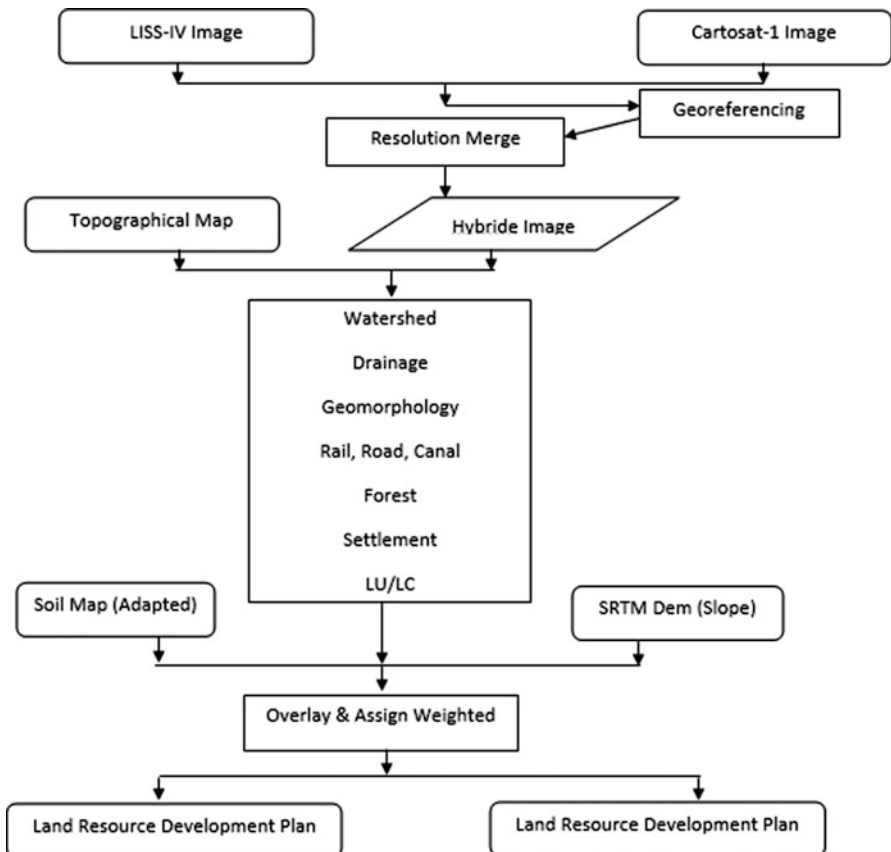 LISS-IV Image
Cartosat-1 Image
Georeferencing
Resolution Merge
Topographical Map
Hybride Image
Watershed
Drainage
Geomorphology
Rail, Road, Canal
Forest
Settlement
LU/LC
Soil Map (Adapted)
SRTM Dem (Slope)
Overlay & Assign Weighted
Land Resource Development Plan
Land Resource Development Plan